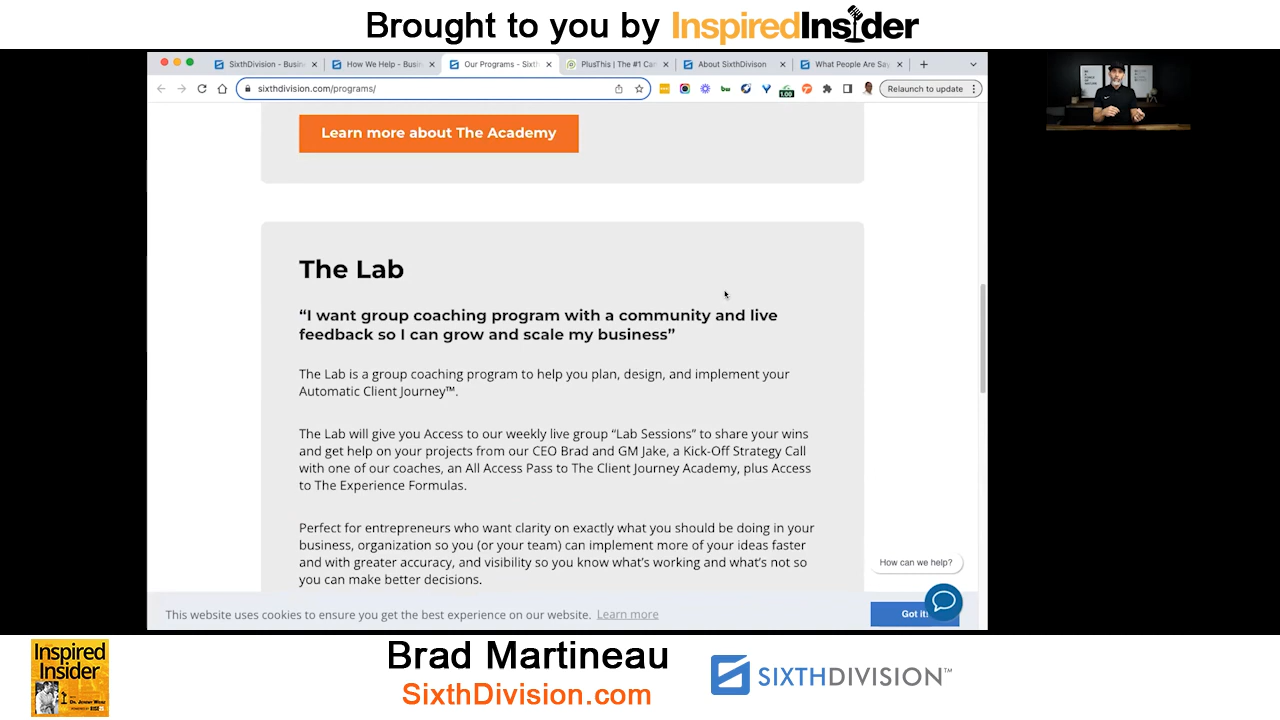 Brought to you by InspiredInsider
SixthDivision - Busin
How We Help - Busin
Our Programs - Sixth
PlusThis | The #1 Can
About SixthDivison
What People Are Say
sixthdivision.com/programs/
1.00
Relaunch to update
Learn more about The Academy
The Lab
“I want group coaching program with a community and live
feedback so I can grow and scale my business”
The Lab is a group coaching program to help you plan, design, and implement your
Automatic Client Journey™.
The Lab will give you Access to our weekly live group “Lab Sessions” to share your wins
and get help on your projects from our CEO Brad and GM Jake, a Kick-Off Strategy Call
with one of our coaches, an All Access Pass to The Client Journey Academy, plus Access
to The Experience Formulas.
Perfect for entrepreneurs who want clarity on exactly what you should be doing in your
business, organization so you (or your team) can implement more of your ideas faster
and with greater accuracy, and visibility so you know what’s working and what’s not so
you can make better decisions.
How can we help?
This website uses cookies to ensure you get the best experience on our website. Learn more
Got it!
Inspired
Insider
Brad Martineau
SixthDivision.com
SIXTHDIVISION™